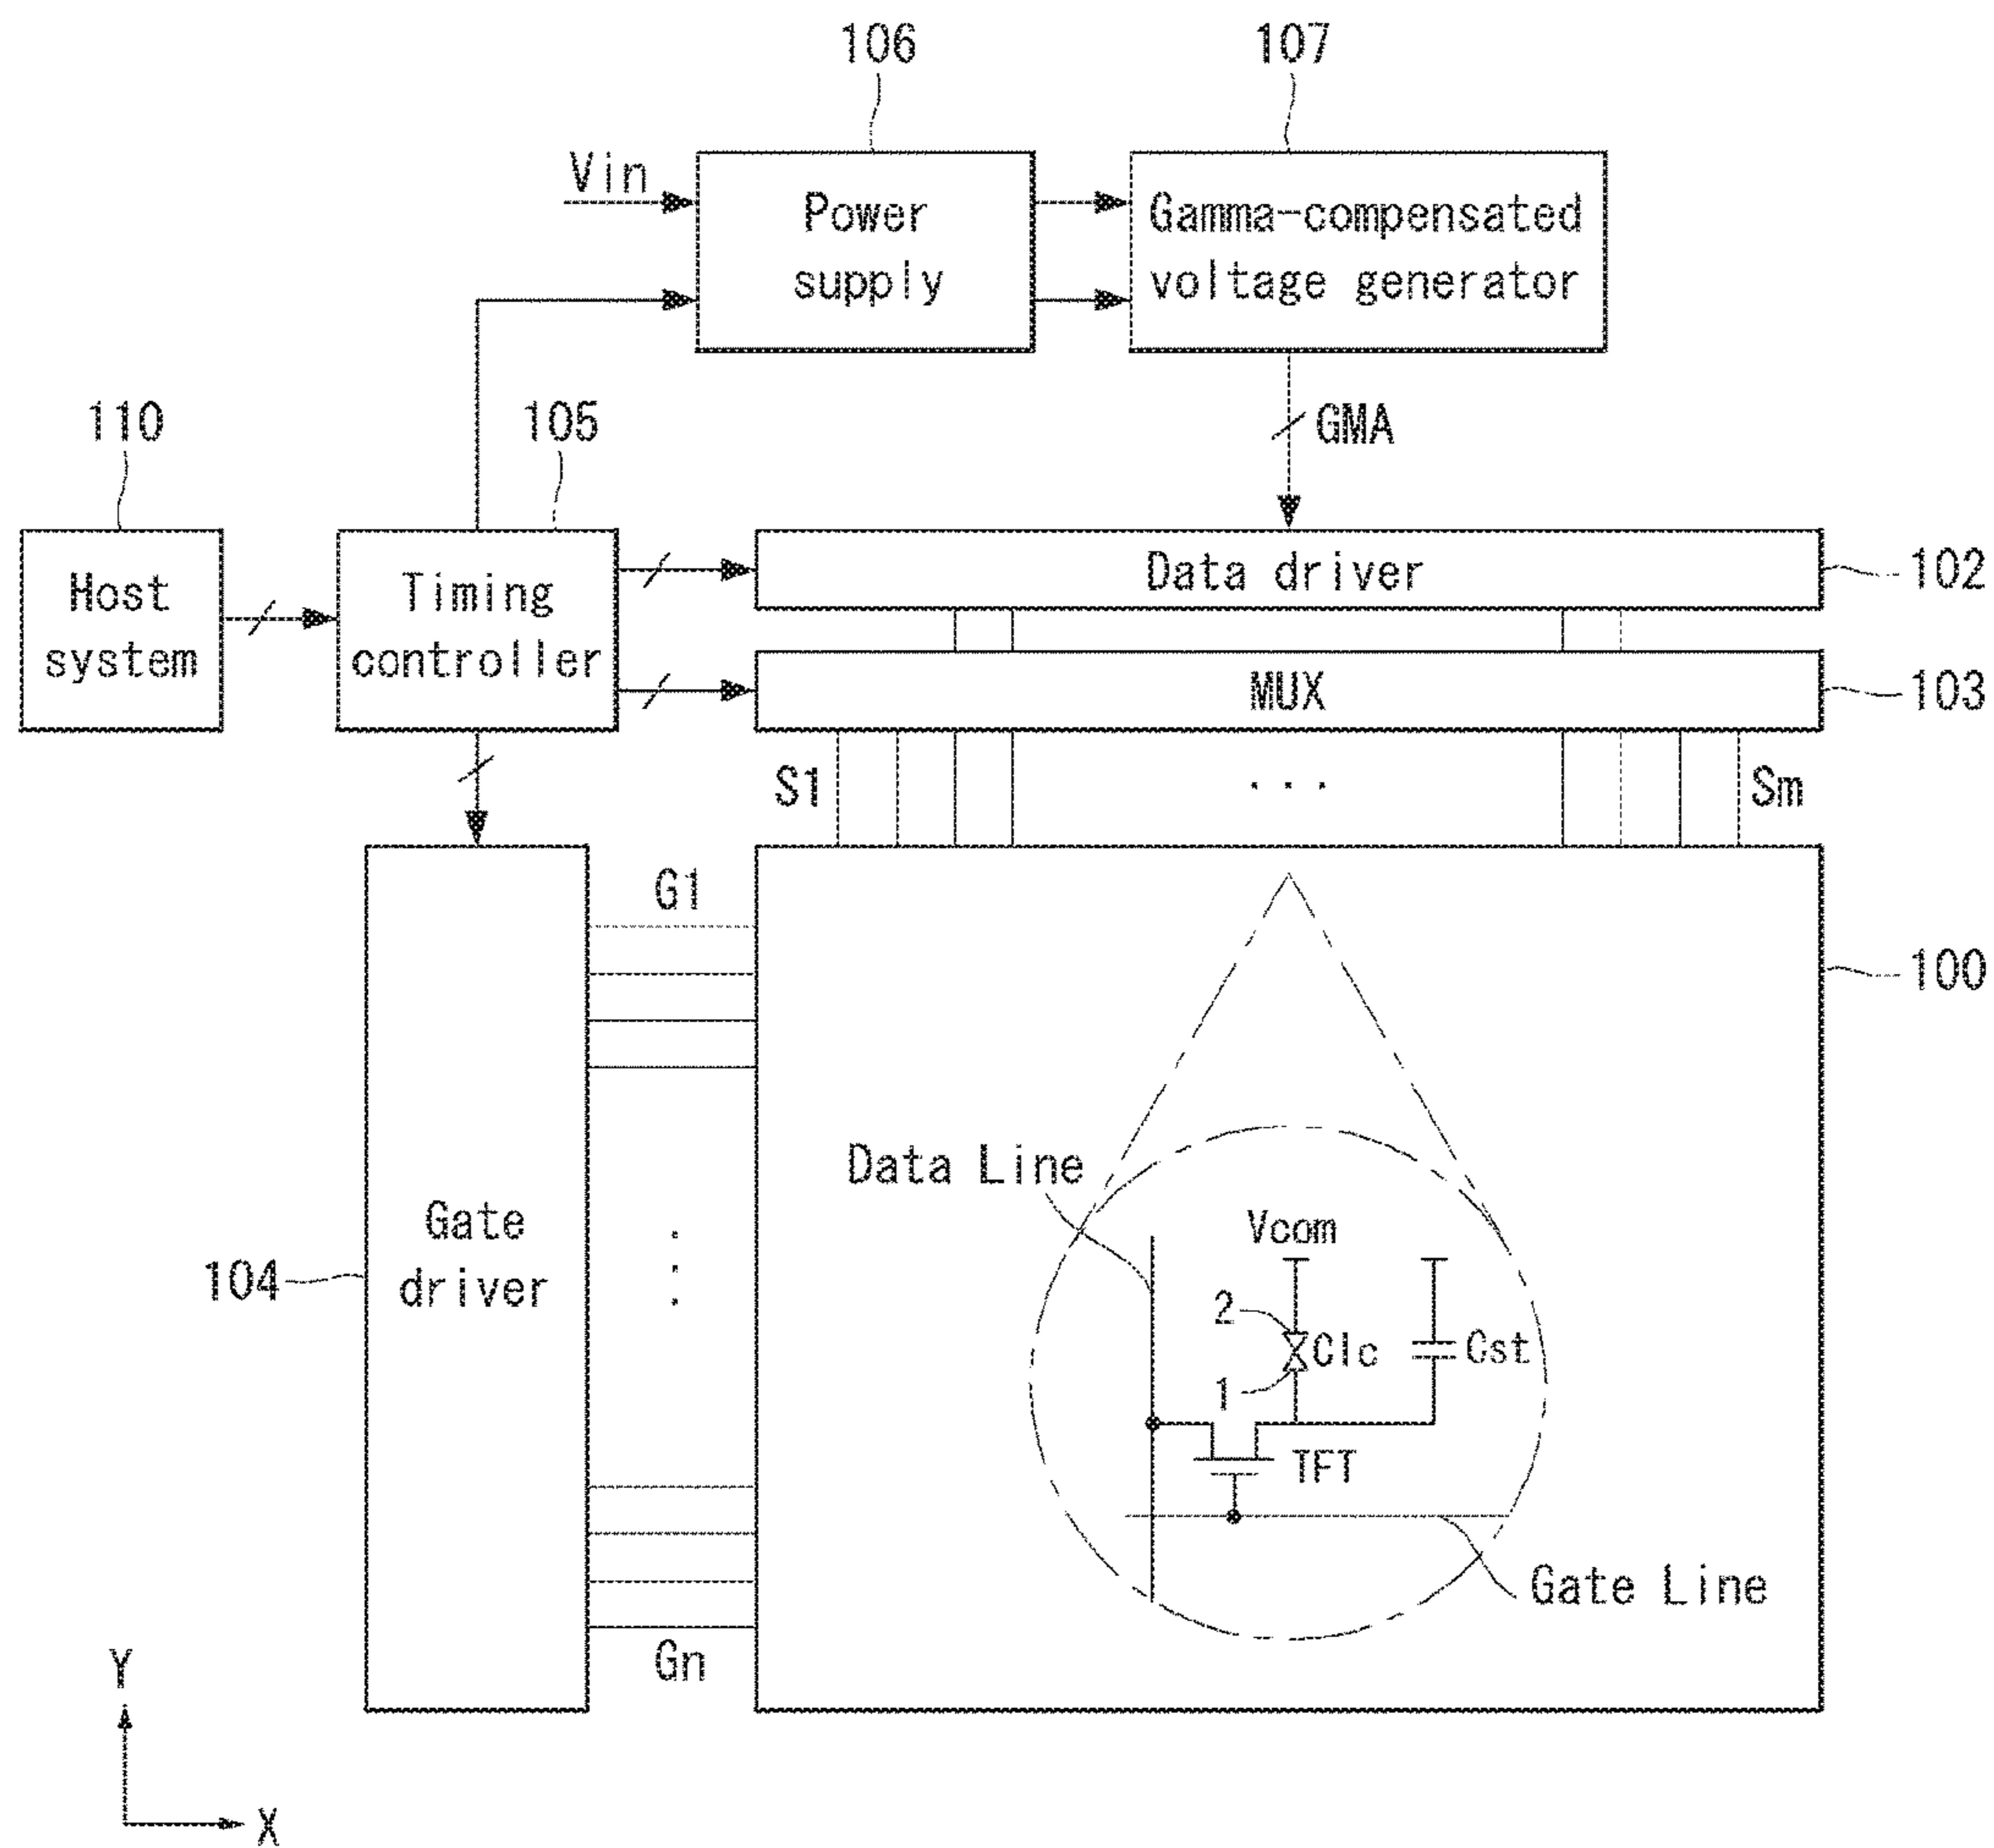 106
107
Vin
Power
supply
Gamma-compensated
voltage generator
110
105
GMA
Host
system
Timing
controller
Data driver
102
MUX
103
S1
. . .
Sm
G1
100
Data Line
Gate
driver
104
Vcom
2
Clc
Cst
1
TFT
Gate Line
Gn
Y
X